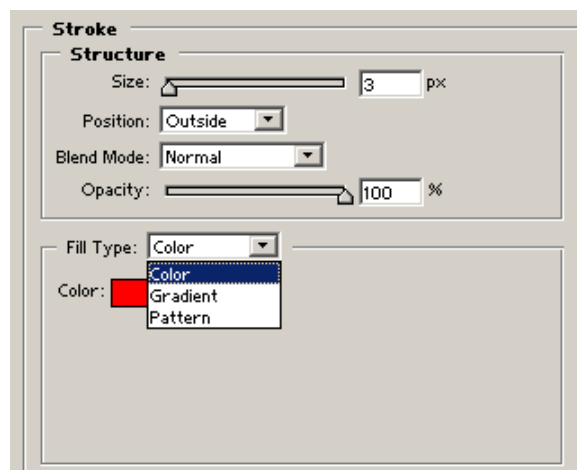 Stroke
Structure
Size: 3 px
Position: Outside
Blend Mode: Normal
Opacity: 100 %
Fill Type: Color
Color
Color: Gradient
Pattern